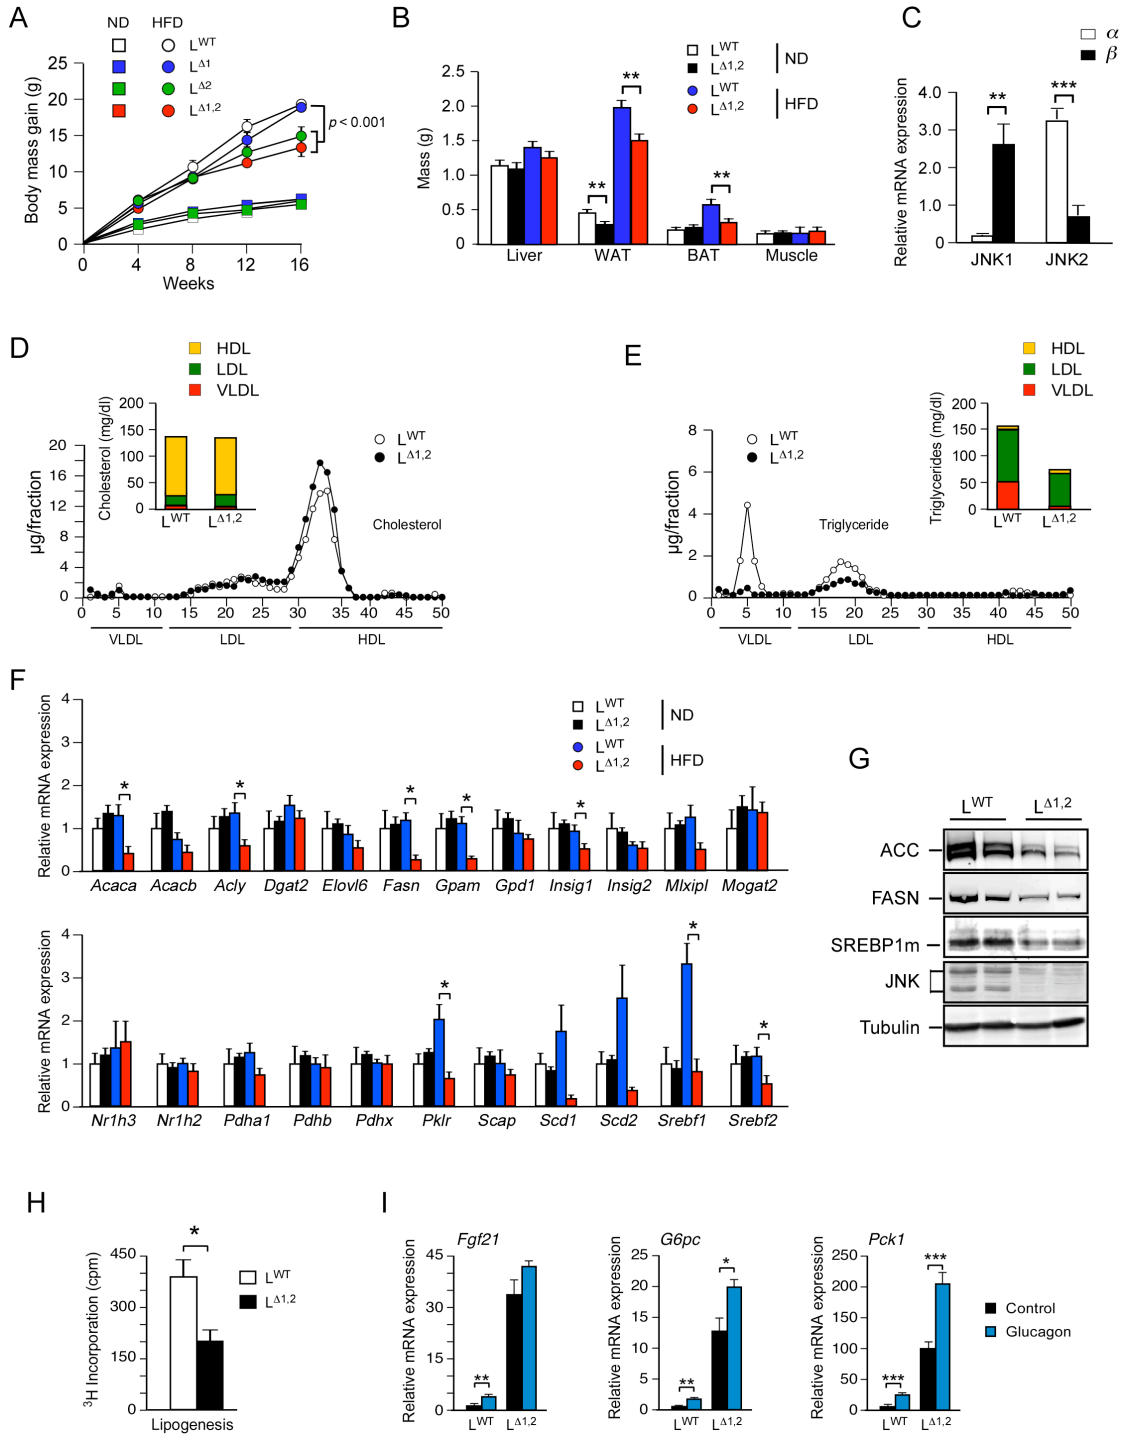 A
ND HFD
L^WT
L^Δ1
L^Δ2
L^Δ1,2
Body mass gain (g)
25
20
15
10
5
0
p < 0.001
0 4 8 12 16
Weeks
B
L^WT
L^Δ1,2
ND
L^WT
L^Δ1,2
HFD
Mass (g)
2.5
2.0
1.5
1.0
0.5
0
**
**
**
Liver WAT BAT Muscle
C
α
β
Relative mRNA expression
4.0
3.0
2.0
1.0
0
**
***
JNK1 JNK2
D
HDL
LDL
VLDL
Cholesterol (mg/dl)
200
150
100
50
0
L^WT L^Δ1,2
L^WT
L^Δ1,2
Cholesterol
μg/fraction
20
16
12
8
4
0
0 5 10 15 20 25 30 35 40 45 50
VLDL LDL HDL
E
HDL
LDL
VLDL
Triglycerides (mg/dl)
200
150
100
50
0
L^WT L^Δ1,2
L^WT
L^Δ1,2
Triglyceride
μg/fraction
8
6
4
2
0
0 5 10 15 20 25 30 35 40 45 50
VLDL LDL HDL
F
L^WT
L^Δ1,2
ND
L^WT
L^Δ1,2
HFD
Relative mRNA expression
4
3
2
1
0
* * * * *
Acaca Acacb Acly Dgat2 Elovl6 Fasn Gpam Gpd1 Insig1 Insig2 Mlxipl Mogat2
Relative mRNA expression
4
3
2
1
0
* * *
Nr1h3 Nr1h2 Pdha1 Pdhb Pdhx Pklr Scap Scd1 Scd2 Srebf1 Srebf2
G
L^WT L^Δ1,2
ACC
FASN
SREBP1m
JNK
Tubulin
H
³H Incorporation (cpm)
450
300
150
0
*
Lipogenesis
L^WT
L^Δ1,2
I
Fgf21
Relative mRNA expression
45
30
15
0
**
L^WT L^Δ1,2
G6pc
Relative mRNA expression
25
20
15
10
5
0
**
*
L^WT L^Δ1,2
Pck1
Relative mRNA expression
250
200
150
100
50
0
***
***
L^WT L^Δ1,2
Control
Glucagon